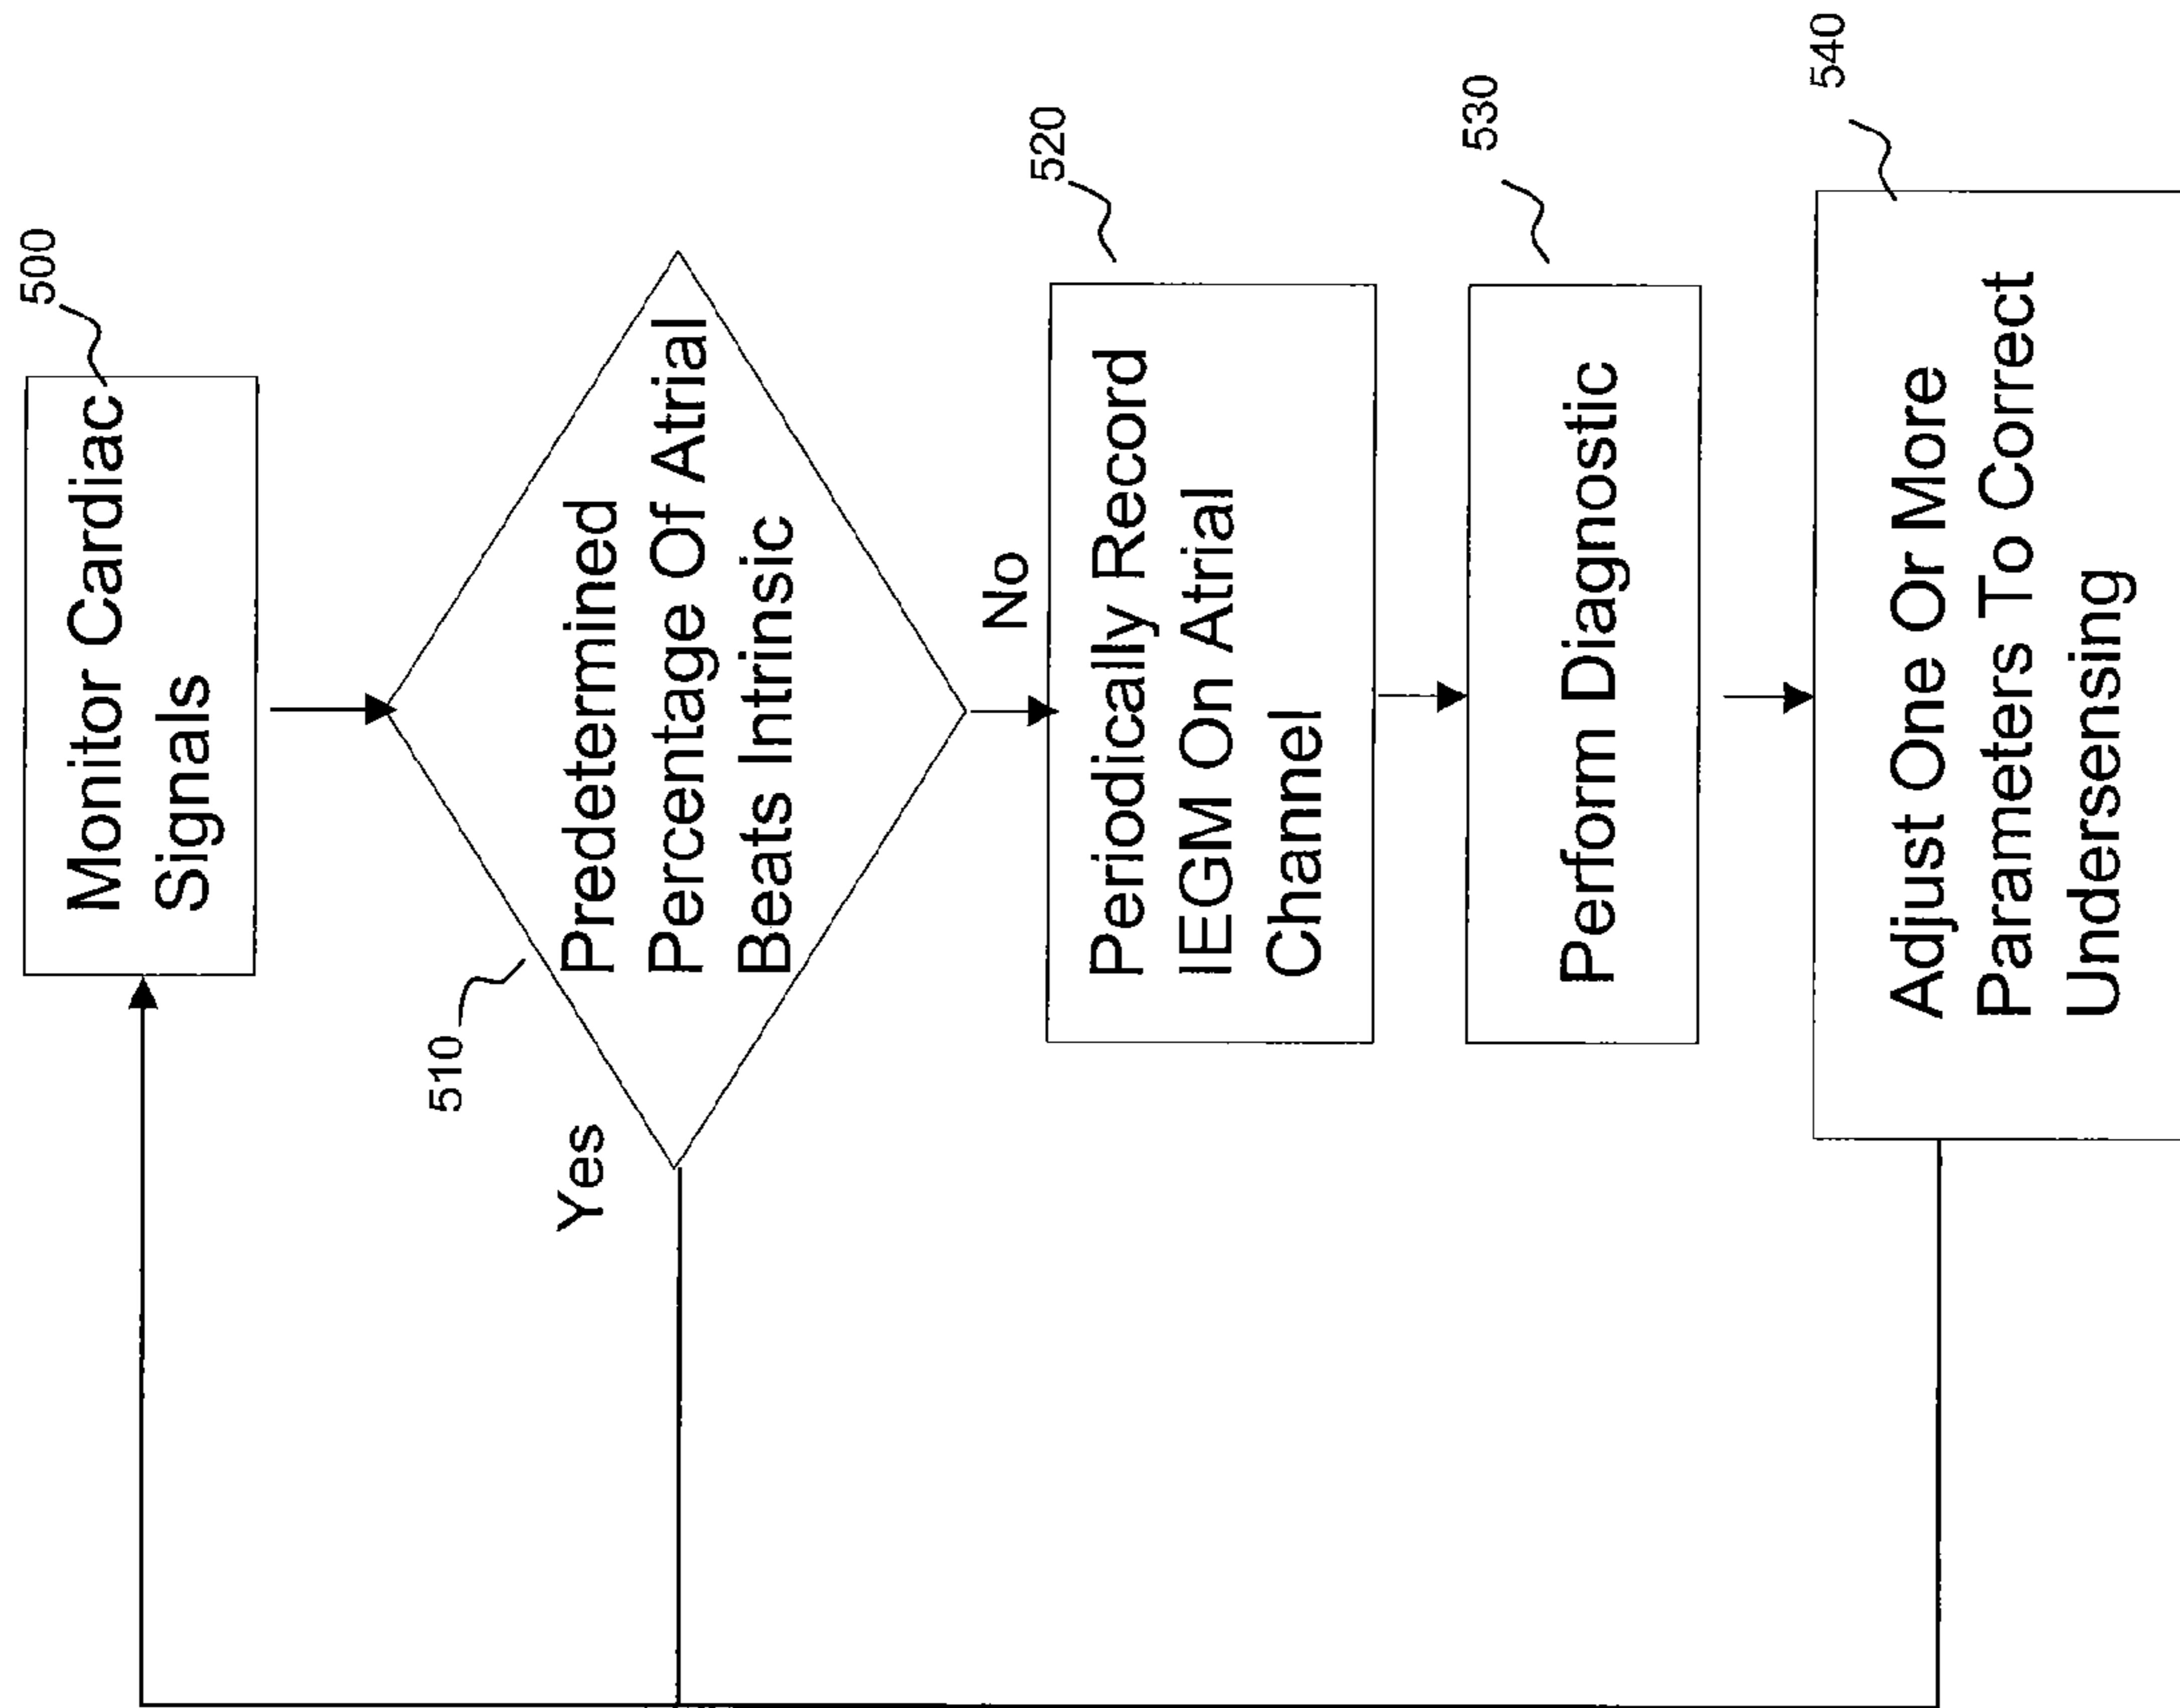 500
Monitor Cardiac
Signals
510
Predetermined
Percentage Of Atrial
Beats Intrinsic
Yes
No
520
Periodically Record
IEGM On Atrial
Channel
530
Perform Diagnostic
540
Adjust One Or More
Parameters To Correct
Undersensing